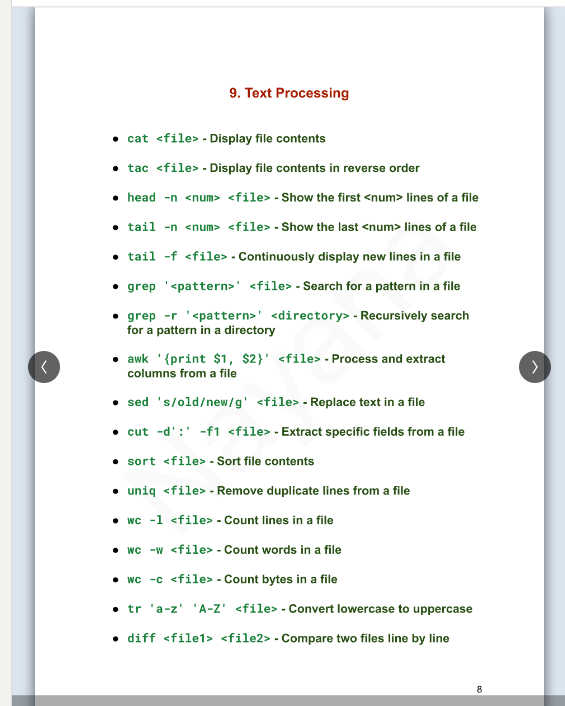 9. Text Processing
● cat <file> - Display file contents
● tac <file> - Display file contents in reverse order
● head -n <num> <file> - Show the first <num> lines of a file
● tail -n <num> <file> - Show the last <num> lines of a file
● tail -f <file> - Continuously display new lines in a file
● grep '<pattern>' <file> - Search for a pattern in a file
● grep -r '<pattern>' <directory> - Recursively search
for a pattern in a directory
● awk '{print $1, $2}' <file> - Process and extract
columns from a file
● sed 's/old/new/g' <file> - Replace text in a file
● cut -d':' -f1 <file> - Extract specific fields from a file
● sort <file> - Sort file contents
● uniq <file> - Remove duplicate lines from a file
● wc -l <file> - Count lines in a file
● wc -w <file> - Count words in a file
● wc -c <file> - Count bytes in a file
● tr 'a-z' 'A-Z' <file> - Convert lowercase to uppercase
● diff <file1> <file2> - Compare two files line by line
8